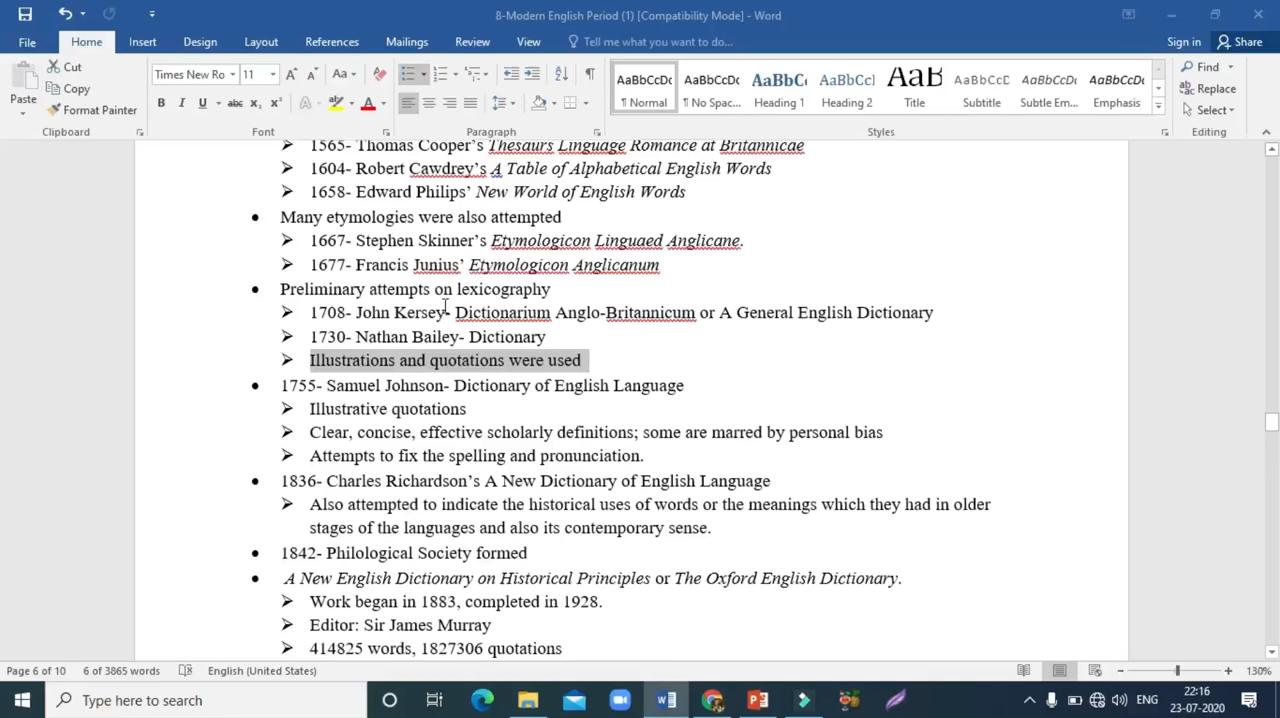 8-Modern English Period (1) [Compatibility Mode] - Word
File Home Insert Design Layout References Mailings Review View Tell me what you want to do... Sign in Share
Paste Cut Copy Format Painter
Times New Ro 11
AaBbCcDc AaBbCcDc AaBbC AaBbCcl AaB AaBbCcDc AaBbCcDc AaBbCcDc
¶ Normal ¶ No Spac... Heading 1 Heading 2 Title Subtitle Subtle Em... Emphasis
Find Replace Select
Clipboard Font Paragraph Styles Editing
1565- Thomas Cooper's Thesaurs Linguage Romance at Britannicae
1604- Robert Cawdrey's A Table of Alphabetical English Words
1658- Edward Philips' New World of English Words
Many etymologies were also attempted
1667- Stephen Skinner's Etymologicon Linguaed Anglicane.
1677- Francis Junius' Etymologicon Anglicanum
Preliminary attempts on lexicography
1708- John Kersey- Dictionarium Anglo-Britannicum or A General English Dictionary
1730- Nathan Bailey- Dictionary
Illustrations and quotations were used
1755- Samuel Johnson- Dictionary of English Language
Illustrative quotations
Clear, concise, effective scholarly definitions; some are marred by personal bias
Attempts to fix the spelling and pronunciation.
1836- Charles Richardson's A New Dictionary of English Language
Also attempted to indicate the historical uses of words or the meanings which they had in older
stages of the languages and also its contemporary sense.
1842- Philological Society formed
A New English Dictionary on Historical Principles or The Oxford English Dictionary.
Work began in 1883, completed in 1928.
Editor: Sir James Murray
414825 words, 1827306 quotations
Page 6 of 10 6 of 3865 words English (United States) 130%
Type here to search ENG 22:16
23-07-2020